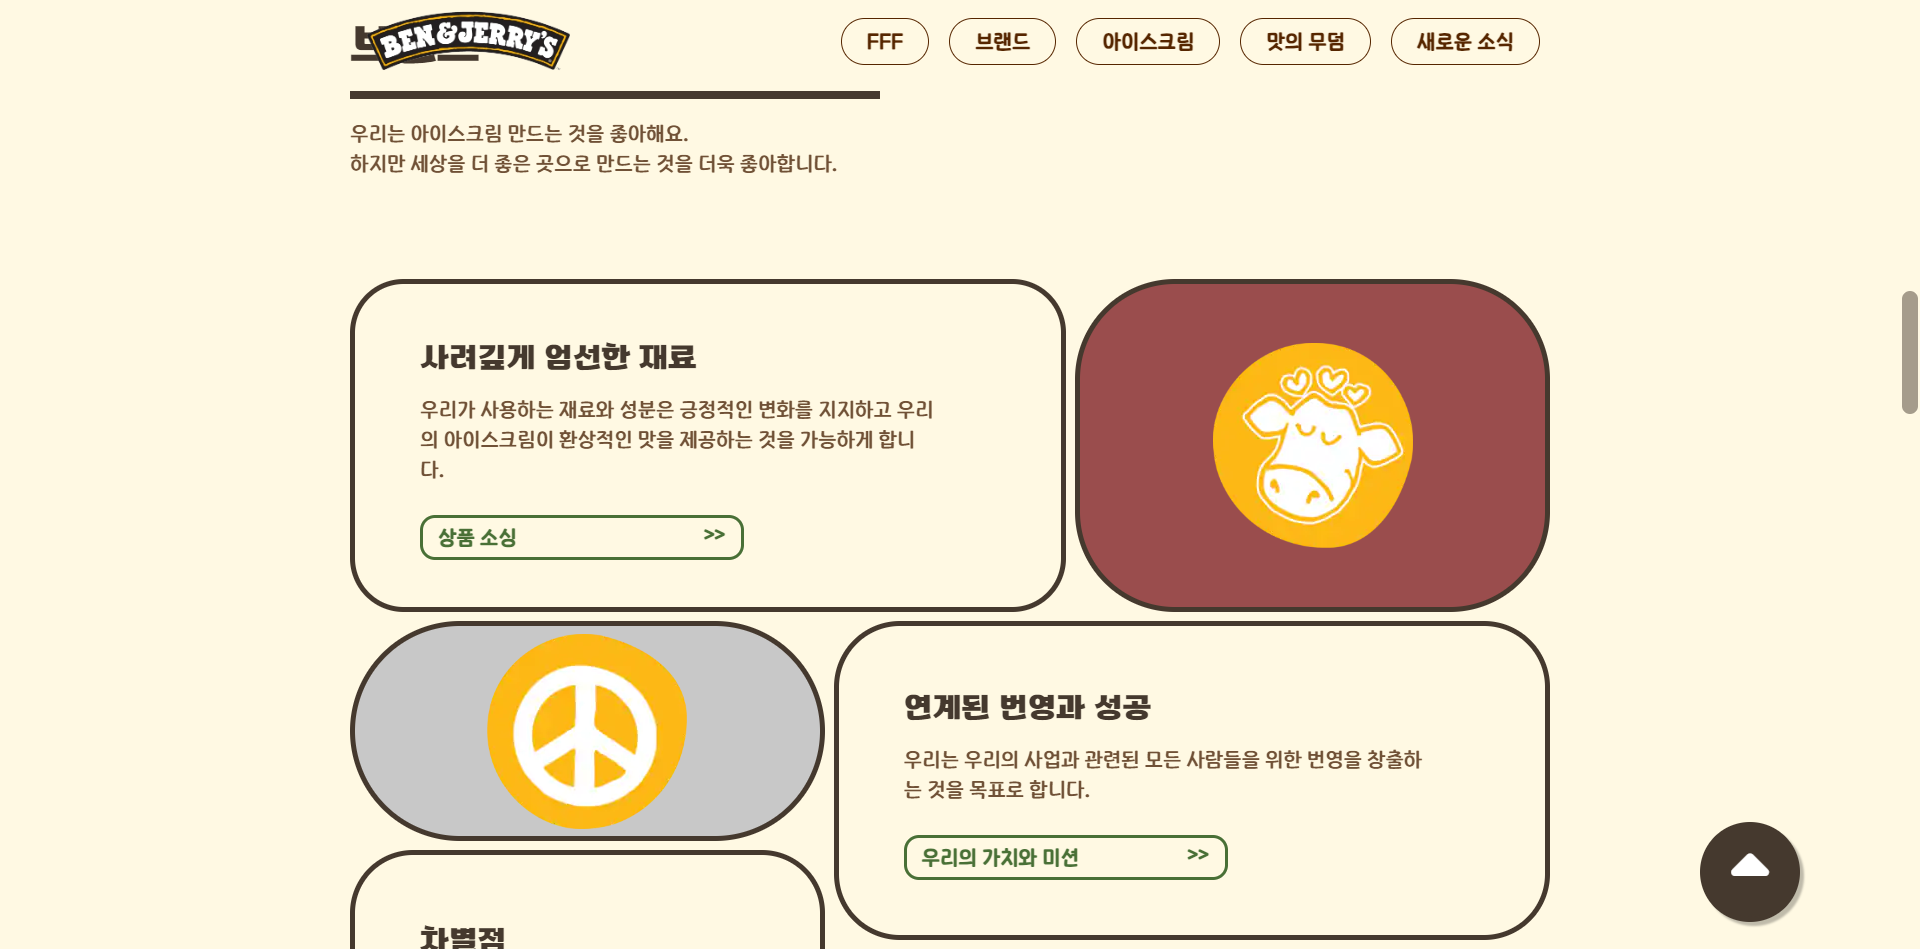 BEN&JERRY'S
FFF
브랜드
아이스크림
맛의 무덤
새로운 소식
우리는 아이스크림 만드는 것을 좋아해요.
하지만 세상을 더 좋은 곳으로 만드는 것을 더욱 좋아합니다.
사려깊게 엄선한 재료
우리가 사용하는 재료와 성분은 긍정적인 변화를 지지하고 우리
의 아이스크림이 환상적인 맛을 제공하는 것을 가능하게 합니
다.
상품 소싱 >>
연계된 번영과 성공
우리는 우리의 사업과 관련된 모든 사람들을 위한 번영을 창출하
는 것을 목표로 합니다.
우리의 가치와 미션 >>
차별점